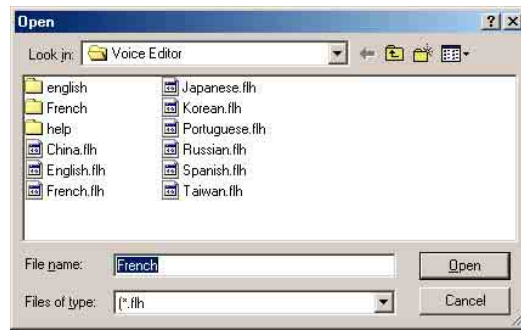 Open
Look in: Voice Editor
english
French
help
China.flh
English.flh
French.flh
Japanese.flh
Korean.flh
Portuguese.flh
Russian.flh
Spanish.flh
Taiwan.flh
File name: French Open
Files of type: (*.flh Cancel